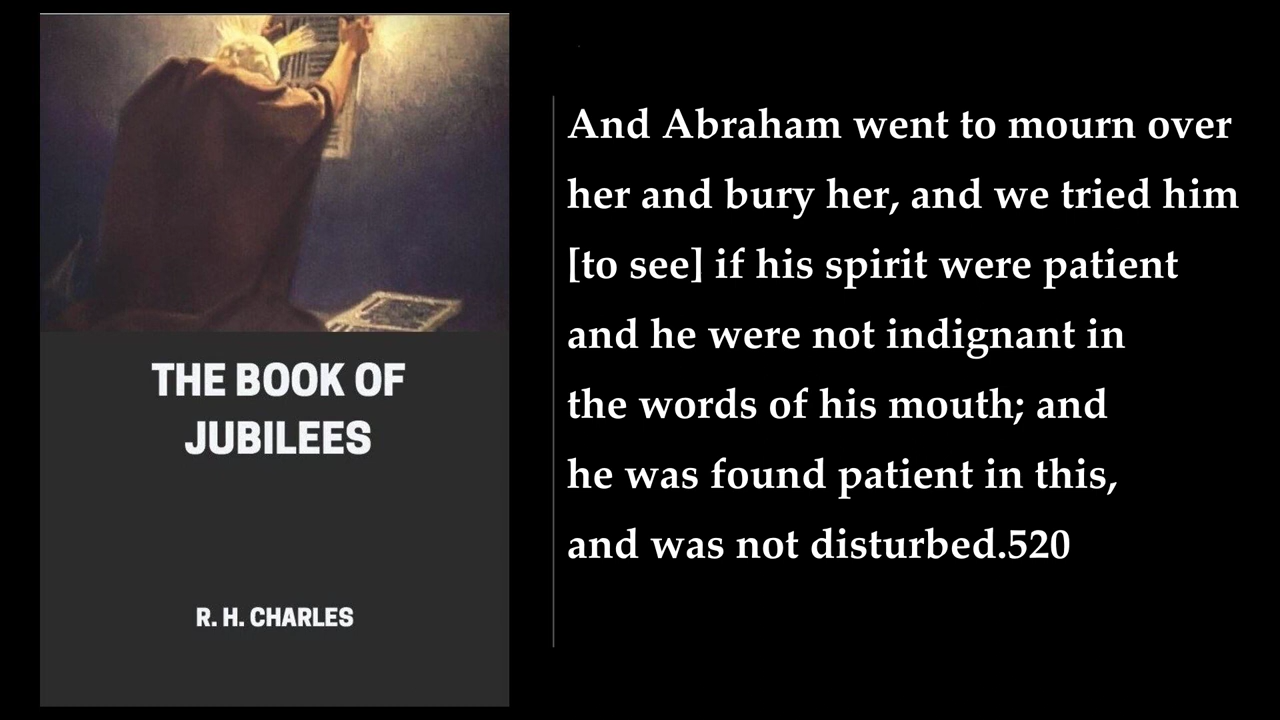 THE BOOK OF
JUBILEES
R. H. CHARLES
And Abraham went to mourn over
her and bury her, and we tried him
[to see] if his spirit were patient
and he were not indignant in
the words of his mouth; and
he was found patient in this,
and was not disturbed.520